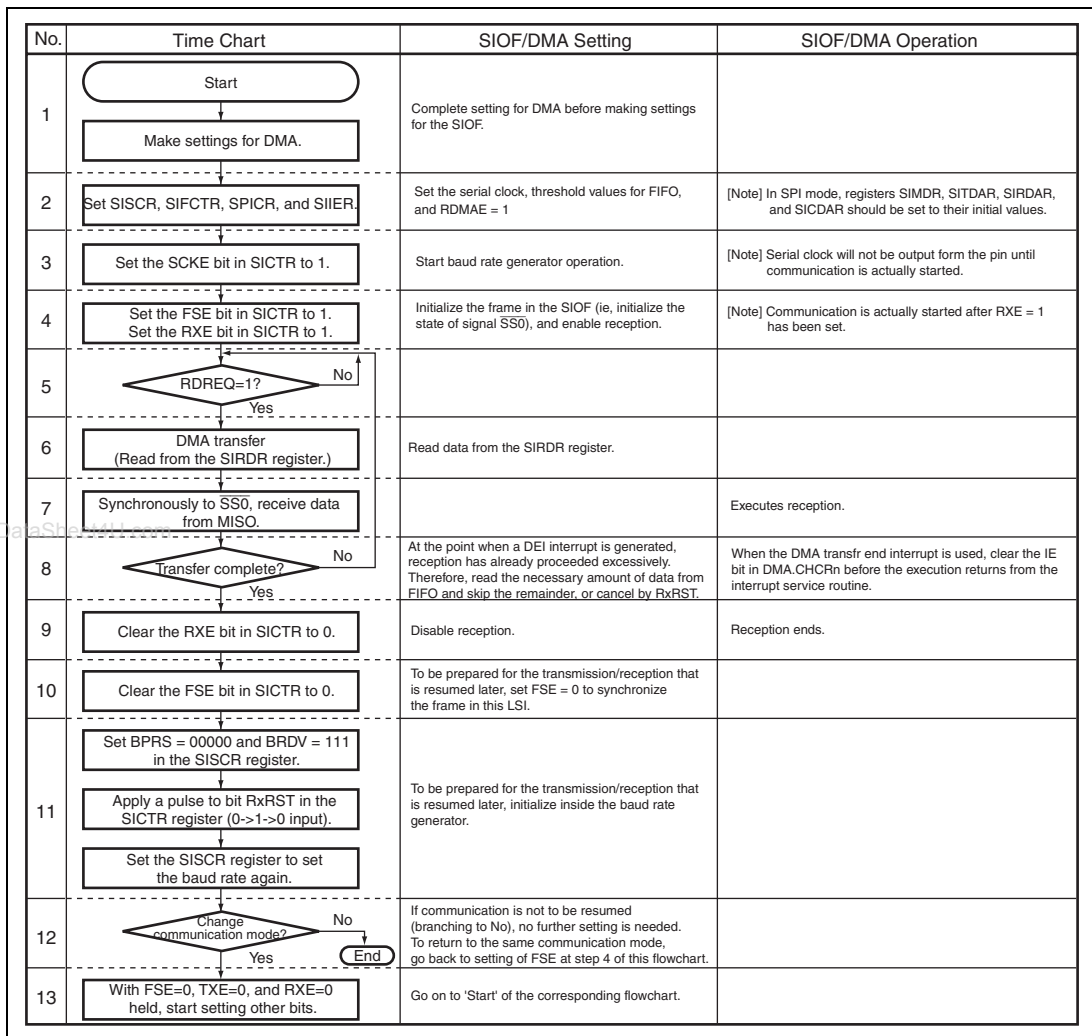 No.
Time Chart
SIOF/DMA Setting
SIOF/DMA Operation
1
Start
Make settings for DMA.
Complete setting for DMA before making settings
for the SIOF.
2
Set SISCR, SIFCTR, SPICR, and SIIER.
Set the serial clock, threshold values for FIFO,
and RDMAE = 1
[Note] In SPI mode, registers SIMDR, SITDAR, SIRDAR,
and SICDAR should be set to their initial values.
3
Set the SCKE bit in SICTR to 1.
Start baud rate generator operation.
[Note] Serial clock will not be output form the pin until
communication is actually started.
4
Set the FSE bit in SICTR to 1.
Set the RXE bit in SICTR to 1.
Initialize the frame in the SIOF (ie, initialize the
state of signal SS0), and enable reception.
[Note] Communication is actually started after RXE = 1
has been set.
5
RDREQ=1?
No
Yes
6
DMA transfer
(Read from the SIRDR register.)
Read data from the SIRDR register.
7
Synchronously to SS0, receive data
from MISO.
Executes reception.
DataSheet4U.com
8
Transfer complete?
No
Yes
At the point when a DEI interrupt is generated,
reception has already proceeded excessively.
Therefore, read the necessary amount of data from
FIFO and skip the remainder, or cancel by RxRST.
When the DMA transfr end interrupt is used, clear the IE
bit in DMA.CHCRn before the execution returns from the
interrupt service routine.
9
Clear the RXE bit in SICTR to 0.
Disable reception.
Reception ends.
10
Clear the FSE bit in SICTR to 0.
To be prepared for the transmission/reception that
is resumed later, set FSE = 0 to synchronize
the frame in this LSI.
11
Set BPRS = 00000 and BRDV = 111
in the SISCR register.
Apply a pulse to bit RxRST in the
SICTR register (0->1->0 input).
Set the SISCR register to set
the baud rate again.
To be prepared for the transmission/reception that
is resumed later, initialize inside the baud rate
generator.
12
Change
communication mode?
No
Yes
End
If communication is not to be resumed
(branching to No), no further setting is needed.
To return to the same communication mode,
go back to setting of FSE at step 4 of this flowchart.
13
With FSE=0, TXE=0, and RXE=0
held, start setting other bits.
Go on to 'Start' of the corresponding flowchart.